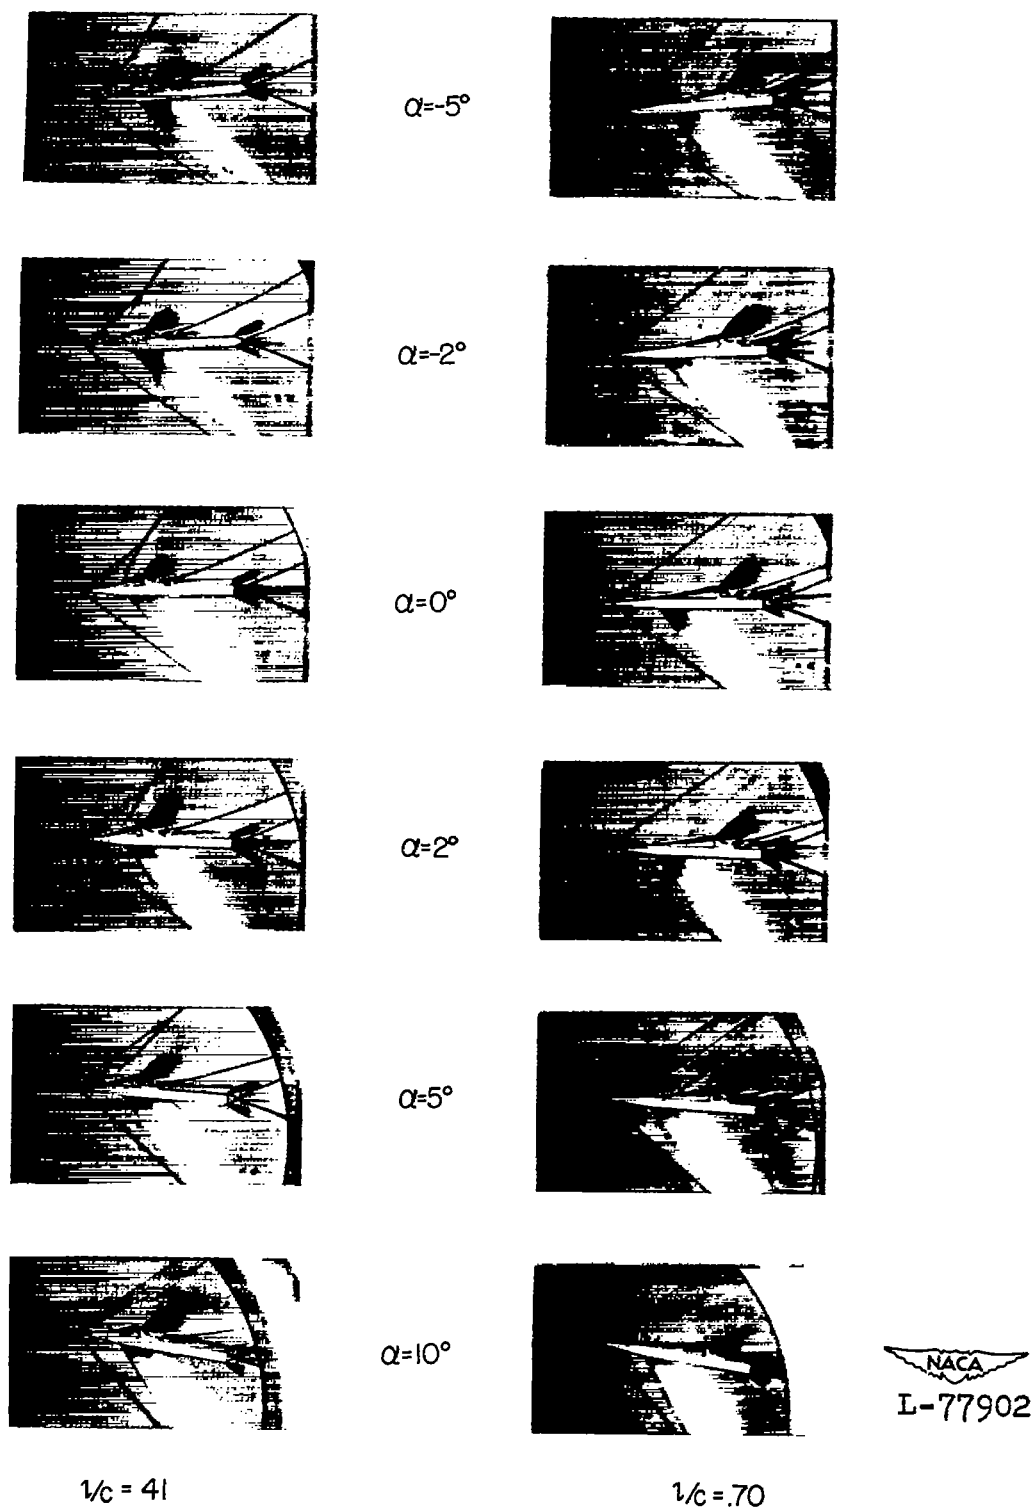 α=-5°
α=-2°
α=0°
α=2°
α=5°
α=10°
NACA
L-77902
l/c = 41
l/c = .70